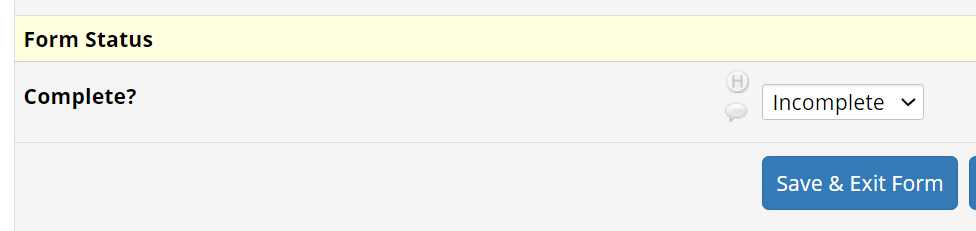 Form Status
Complete?
H
Incomplete
Save & Exit Form